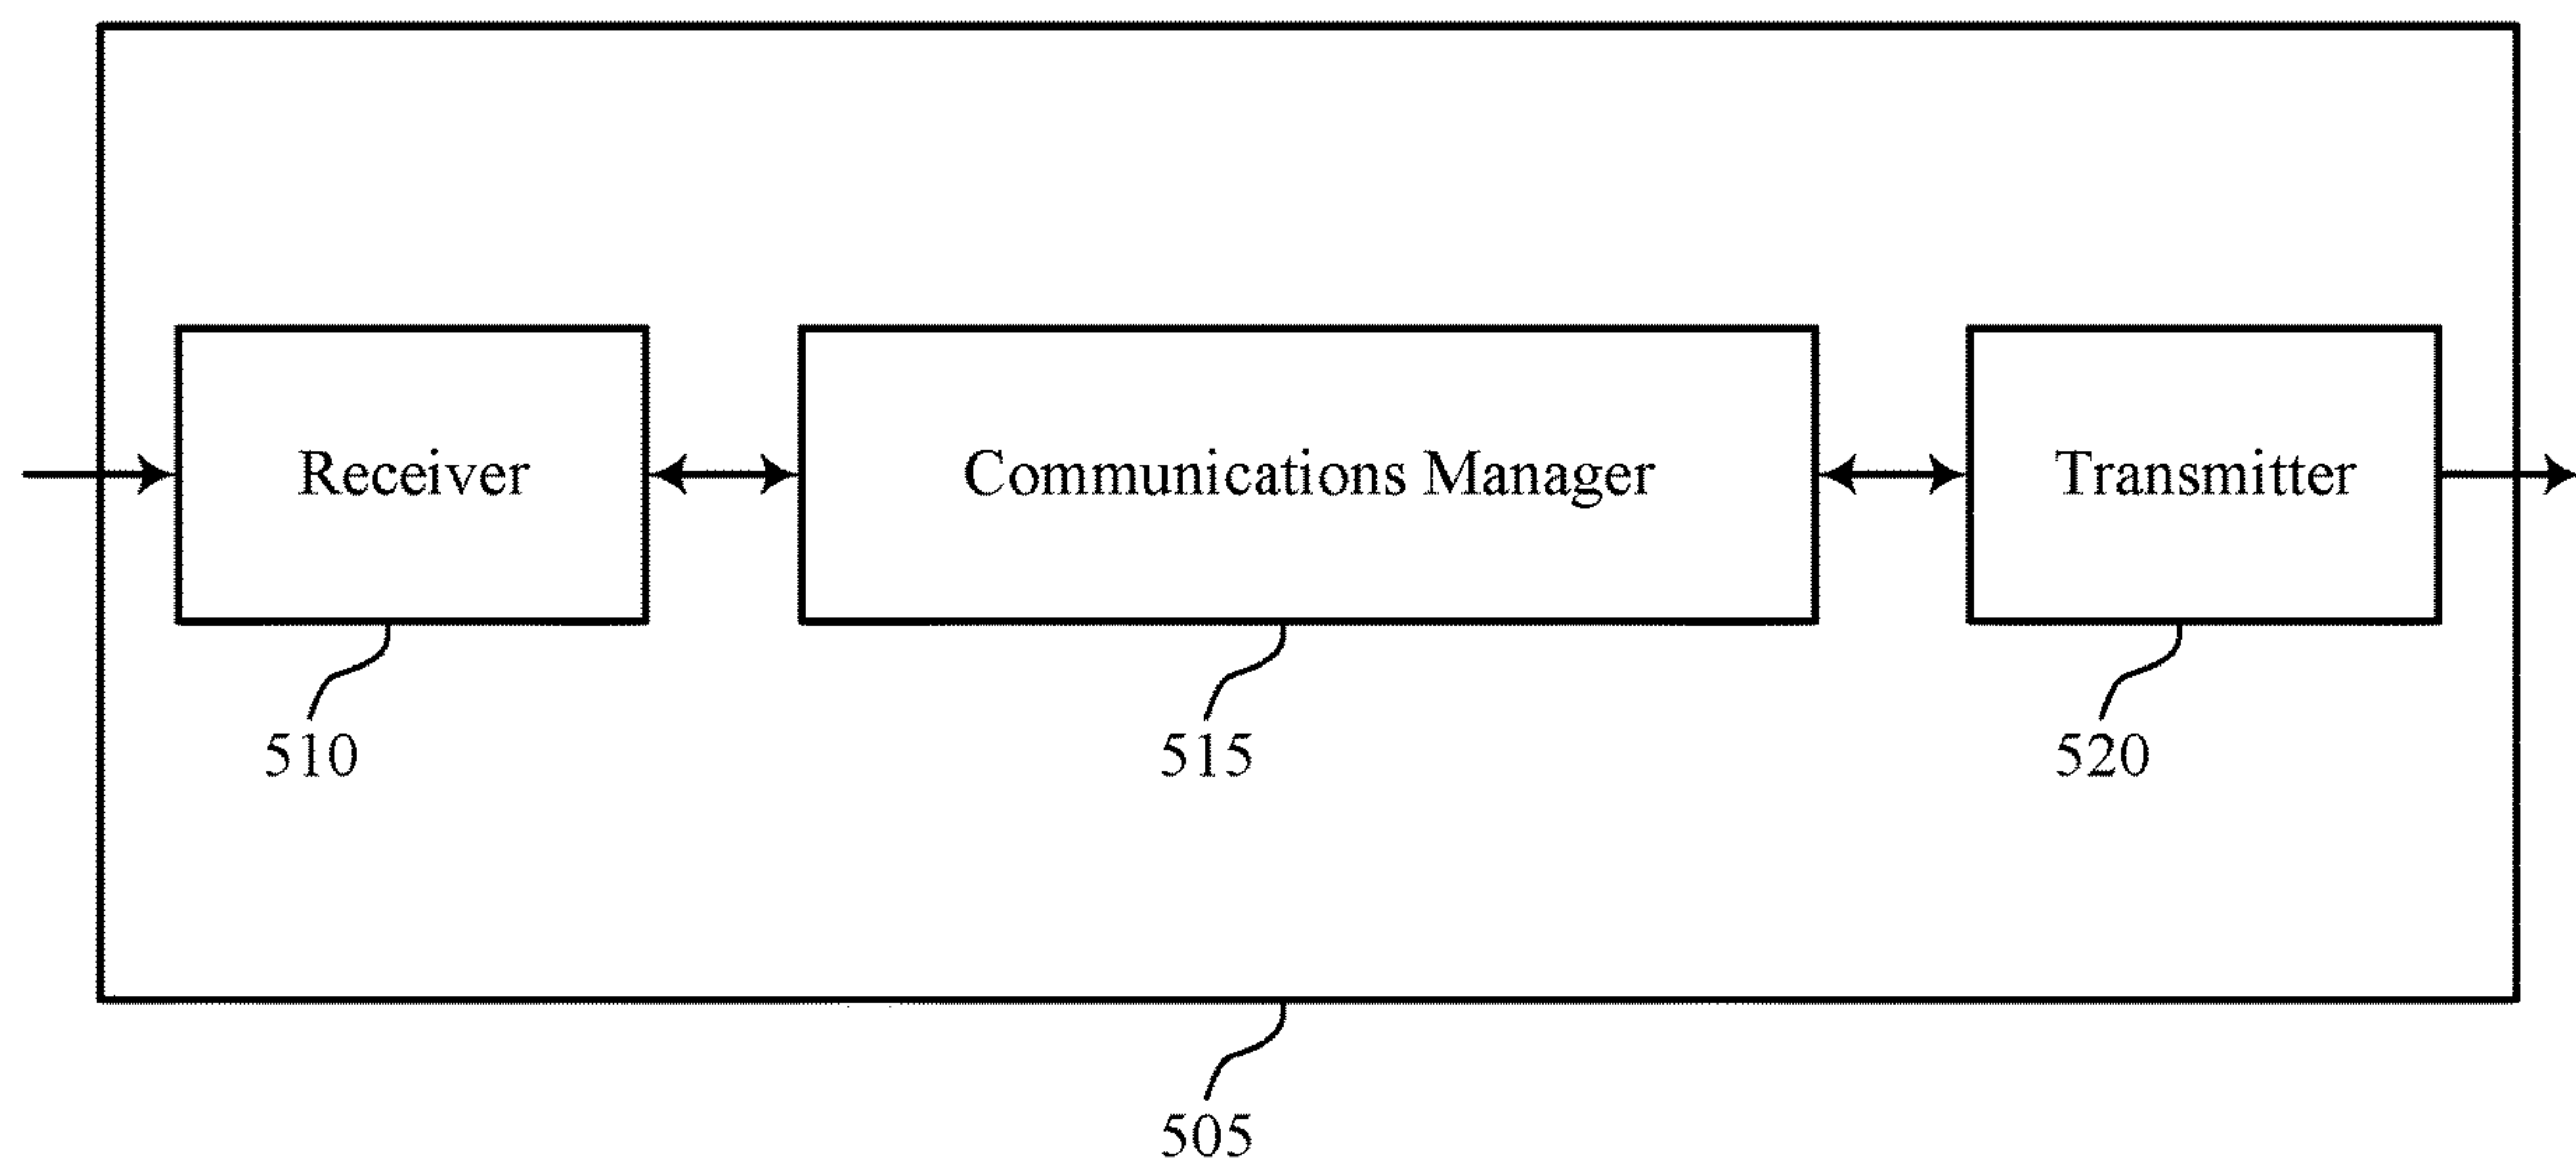 Receiver
Communications Manager
Transmitter
510
515
520
505